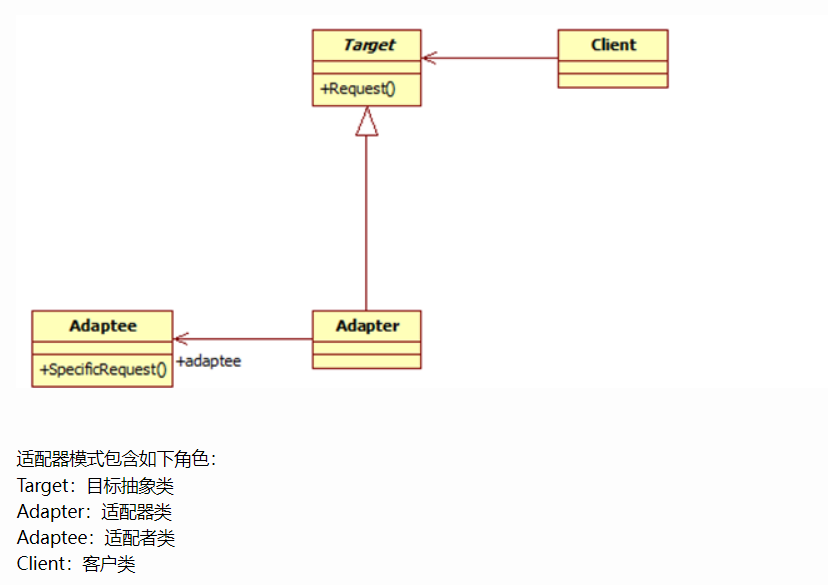 Target
Client
+Request()
Adaptee
Adapter
+SpecificRequest()
+adaptee
适配器模式包含如下角色：
Target：目标抽象类
Adapter：适配器类
Adaptee：适配者类
Client：客户类